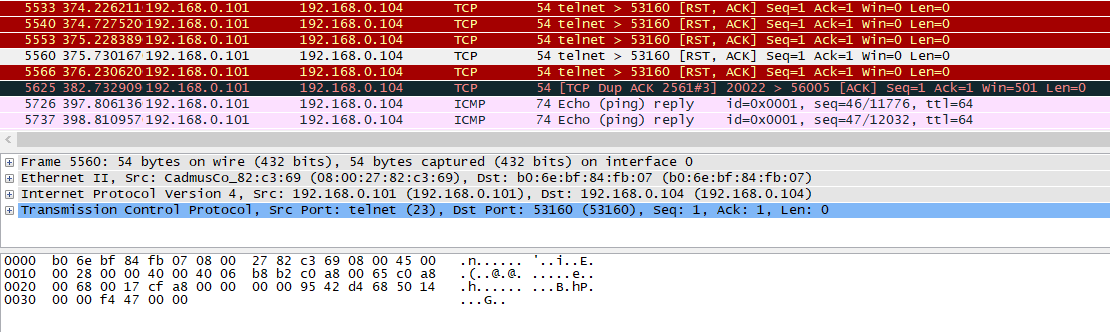 5533 374.226211 192.168.0.101 192.168.0.104 TCP 54 telnet > 53160 [RST, ACK] Seq=1 Ack=1 Win=0 Len=0
5540 374.727520 192.168.0.101 192.168.0.104 TCP 54 telnet > 53160 [RST, ACK] Seq=1 Ack=1 Win=0 Len=0
5553 375.228389 192.168.0.101 192.168.0.104 TCP 54 telnet > 53160 [RST, ACK] Seq=1 Ack=1 Win=0 Len=0
5560 375.730167 192.168.0.101 192.168.0.104 TCP 54 telnet > 53160 [RST, ACK] Seq=1 Ack=1 Win=0 Len=0
5566 376.230620 192.168.0.101 192.168.0.104 TCP 54 telnet > 53160 [RST, ACK] Seq=1 Ack=1 Win=0 Len=0
5625 382.732909 192.168.0.101 192.168.0.104 TCP 54 [TCP Dup ACK 2561#3] 20022 > 56005 [ACK] Seq=1 Ack=1 Win=501 Len=0
5726 397.806136 192.168.0.101 192.168.0.104 ICMP 74 Echo (ping) reply id=0x0001, seq=46/11776, ttl=64
5737 398.810957 192.168.0.101 192.168.0.104 ICMP 74 Echo (ping) reply id=0x0001, seq=47/12032, ttl=64
Frame 5560: 54 bytes on wire (432 bits), 54 bytes captured (432 bits) on interface 0
Ethernet II, Src: CadmusCo_82:c3:69 (08:00:27:82:c3:69), Dst: b0:6e:bf:84:fb:07 (b0:6e:bf:84:fb:07)
Internet Protocol Version 4, Src: 192.168.0.101 (192.168.0.101), Dst: 192.168.0.104 (192.168.0.104)
Transmission Control Protocol, Src Port: telnet (23), Dst Port: 53160 (53160), Seq: 1, Ack: 1, Len: 0
0000 b0 6e bf 84 fb 07 08 00 27 82 c3 69 08 00 45 00 .n...... '..i..E.
0010 00 28 00 00 40 00 40 06 b8 b2 c0 a8 00 65 c0 a8 .(..@.@. .....e..
0020 00 68 00 17 cf a8 00 00 00 00 95 42 d4 68 50 14 .h...... ...B.hP.
0030 00 00 f4 47 00 00 ...G..